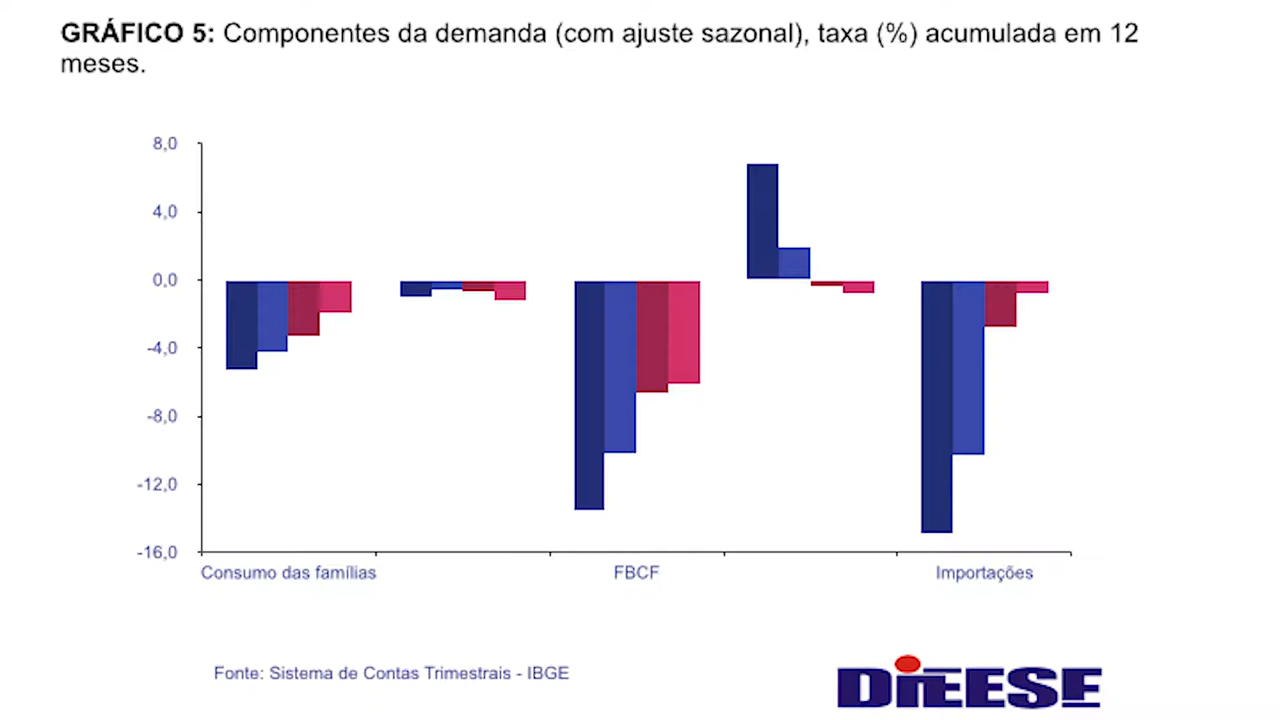 GRÁFICO 5: Componentes da demanda (com ajuste sazonal), taxa (%) acumulada em 12
meses.
8,0
4,0
0,0
-4,0
-8,0
-12,0
-16,0
Consumo das famílias FBCF Importações
Fonte: Sistema de Contas Trimestrais - IBGE
DIEESE